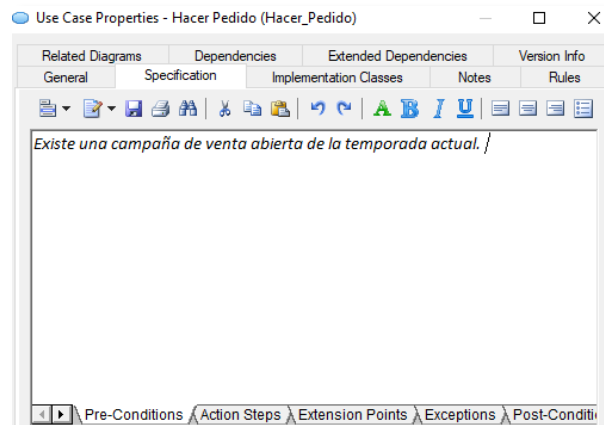 Use Case Properties - Hacer Pedido (Hacer_Pedido)
Related Diagrams Dependencies Extended Dependencies Version Info
General Specification Implementation Classes Notes Rules
A B I U
Existe una campaña de venta abierta de la temporada actual.
Pre-Conditions Action Steps Extension Points Exceptions Post-Conditi